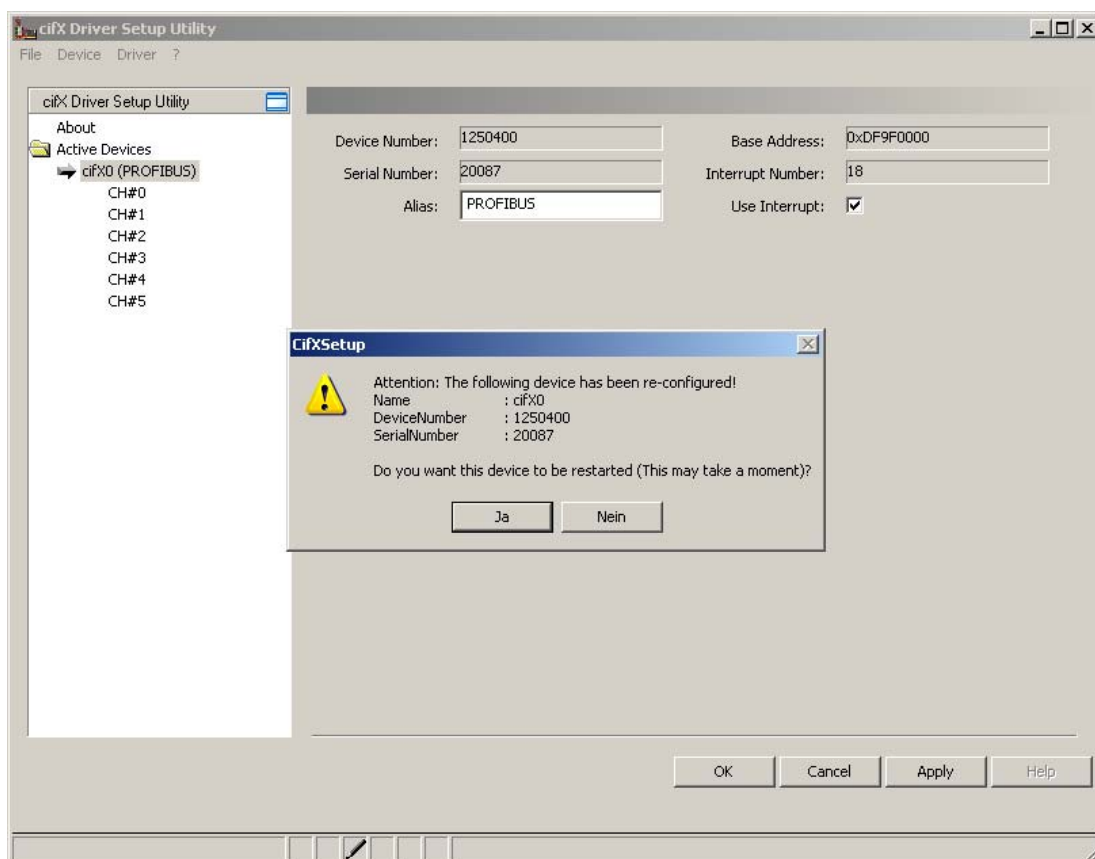 cifX Driver Setup Utility
File Device Driver ?
cifX Driver Setup Utility
About
Active Devices
cifX0 (PROFIBUS)
CH#0
CH#1
CH#2
CH#3
CH#4
CH#5
Device Number: 1250400 Base Address: 0xDF9F0000
Serial Number: 20087 Interrupt Number: 18
Alias: PROFIBUS Use Interrupt:
CifXSetup
Attention: The following device has been re-configured!
Name : cifX0
DeviceNumber : 1250400
SerialNumber : 20087
Do you want this device to be restarted (This may take a moment)?
Ja Nein
OK Cancel Apply Help